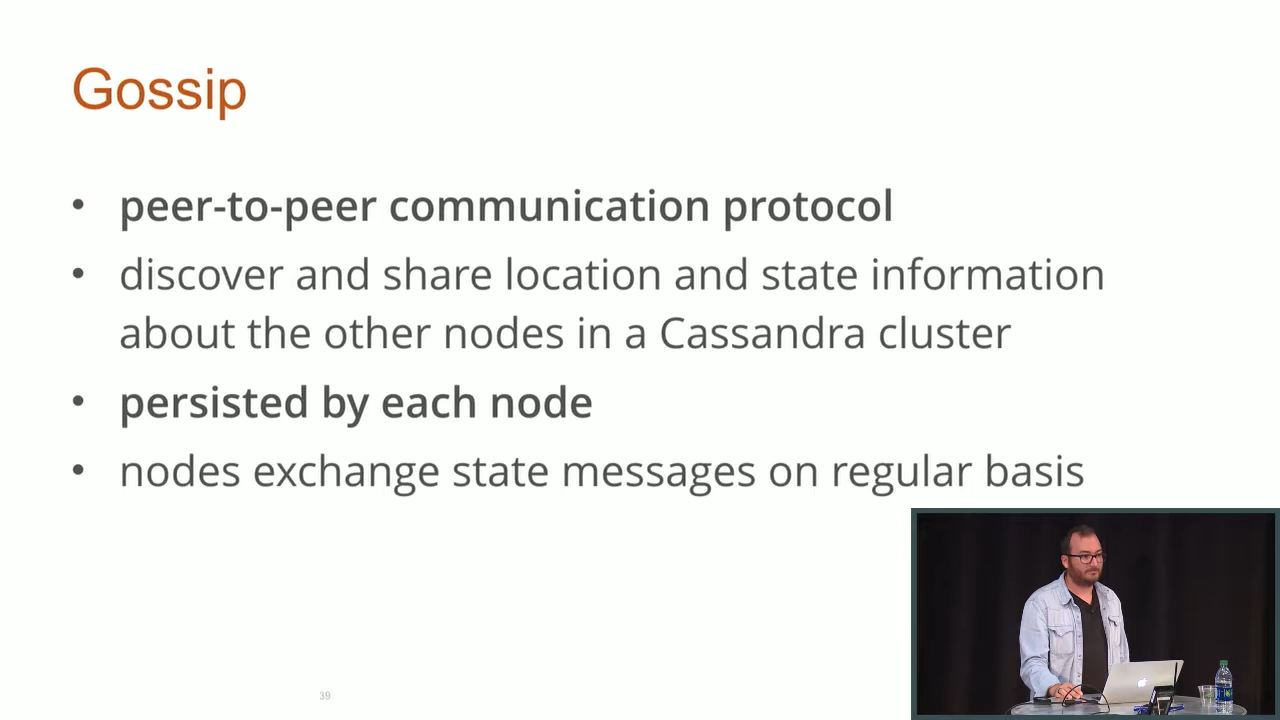 Gossip
• peer-to-peer communication protocol
• discover and share location and state information
about the other nodes in a Cassandra cluster
• persisted by each node
• nodes exchange state messages on regular basis
39